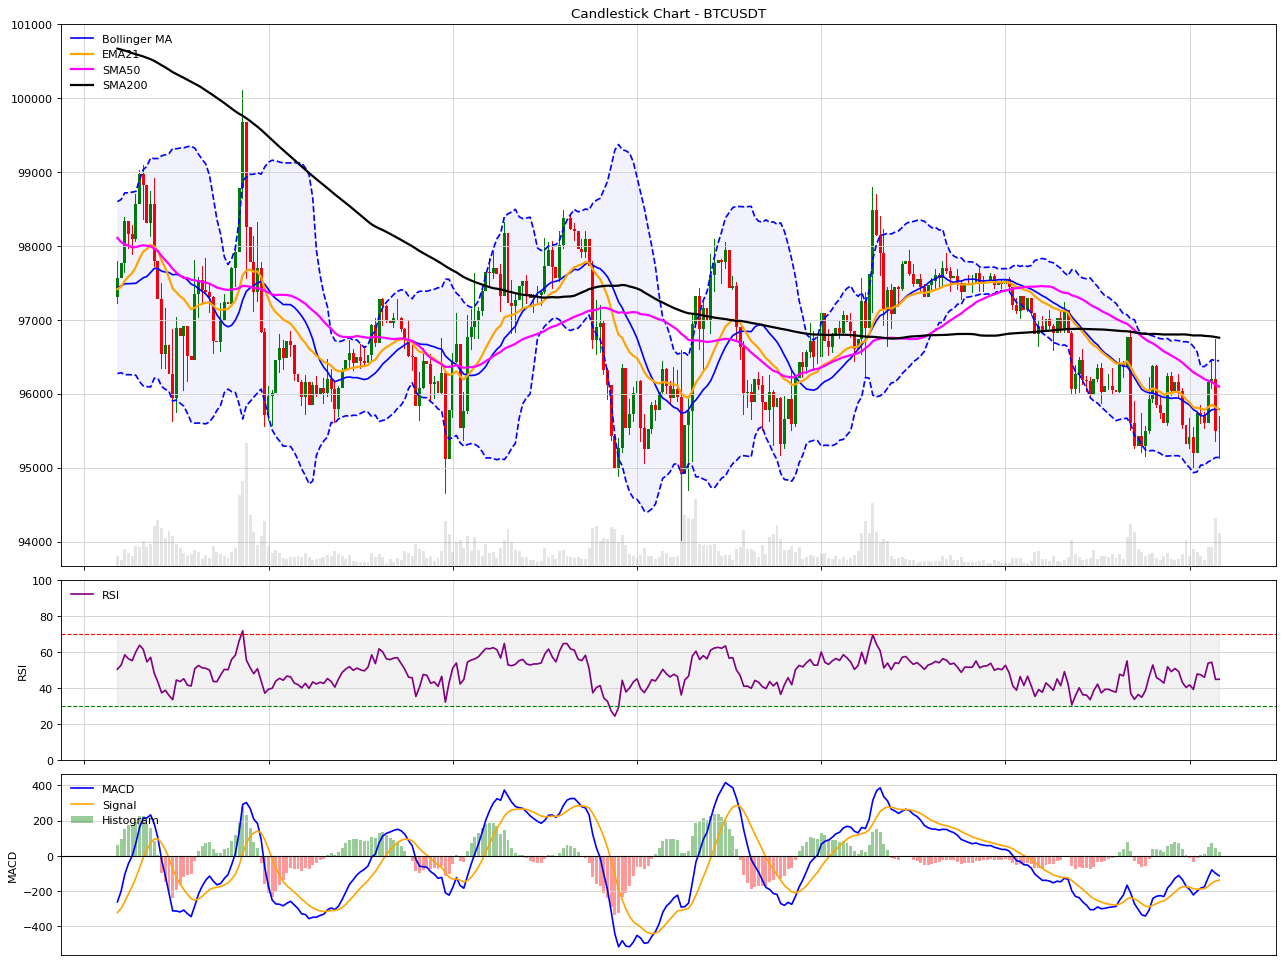 Candlestick Chart - BTCUSDT
101000
100000
99000
98000
97000
96000
95000
94000
Bollinger MA
EMA21
SMA50
SMA200
RSI
100
80
60
40
20
0
RSI
MACD
400
200
0
−200
−400
MACD
Signal
Histogram